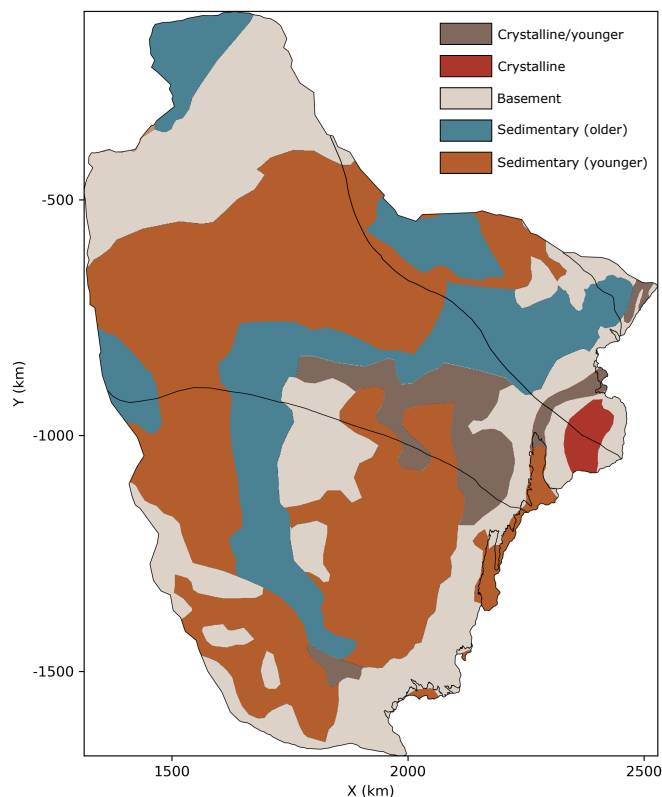 Crystalline/younger
Crystalline
Basement
Sedimentary (older)
Sedimentary (younger)
-500
-1000
-1500
Y (km)
1500
2000
2500
X (km)